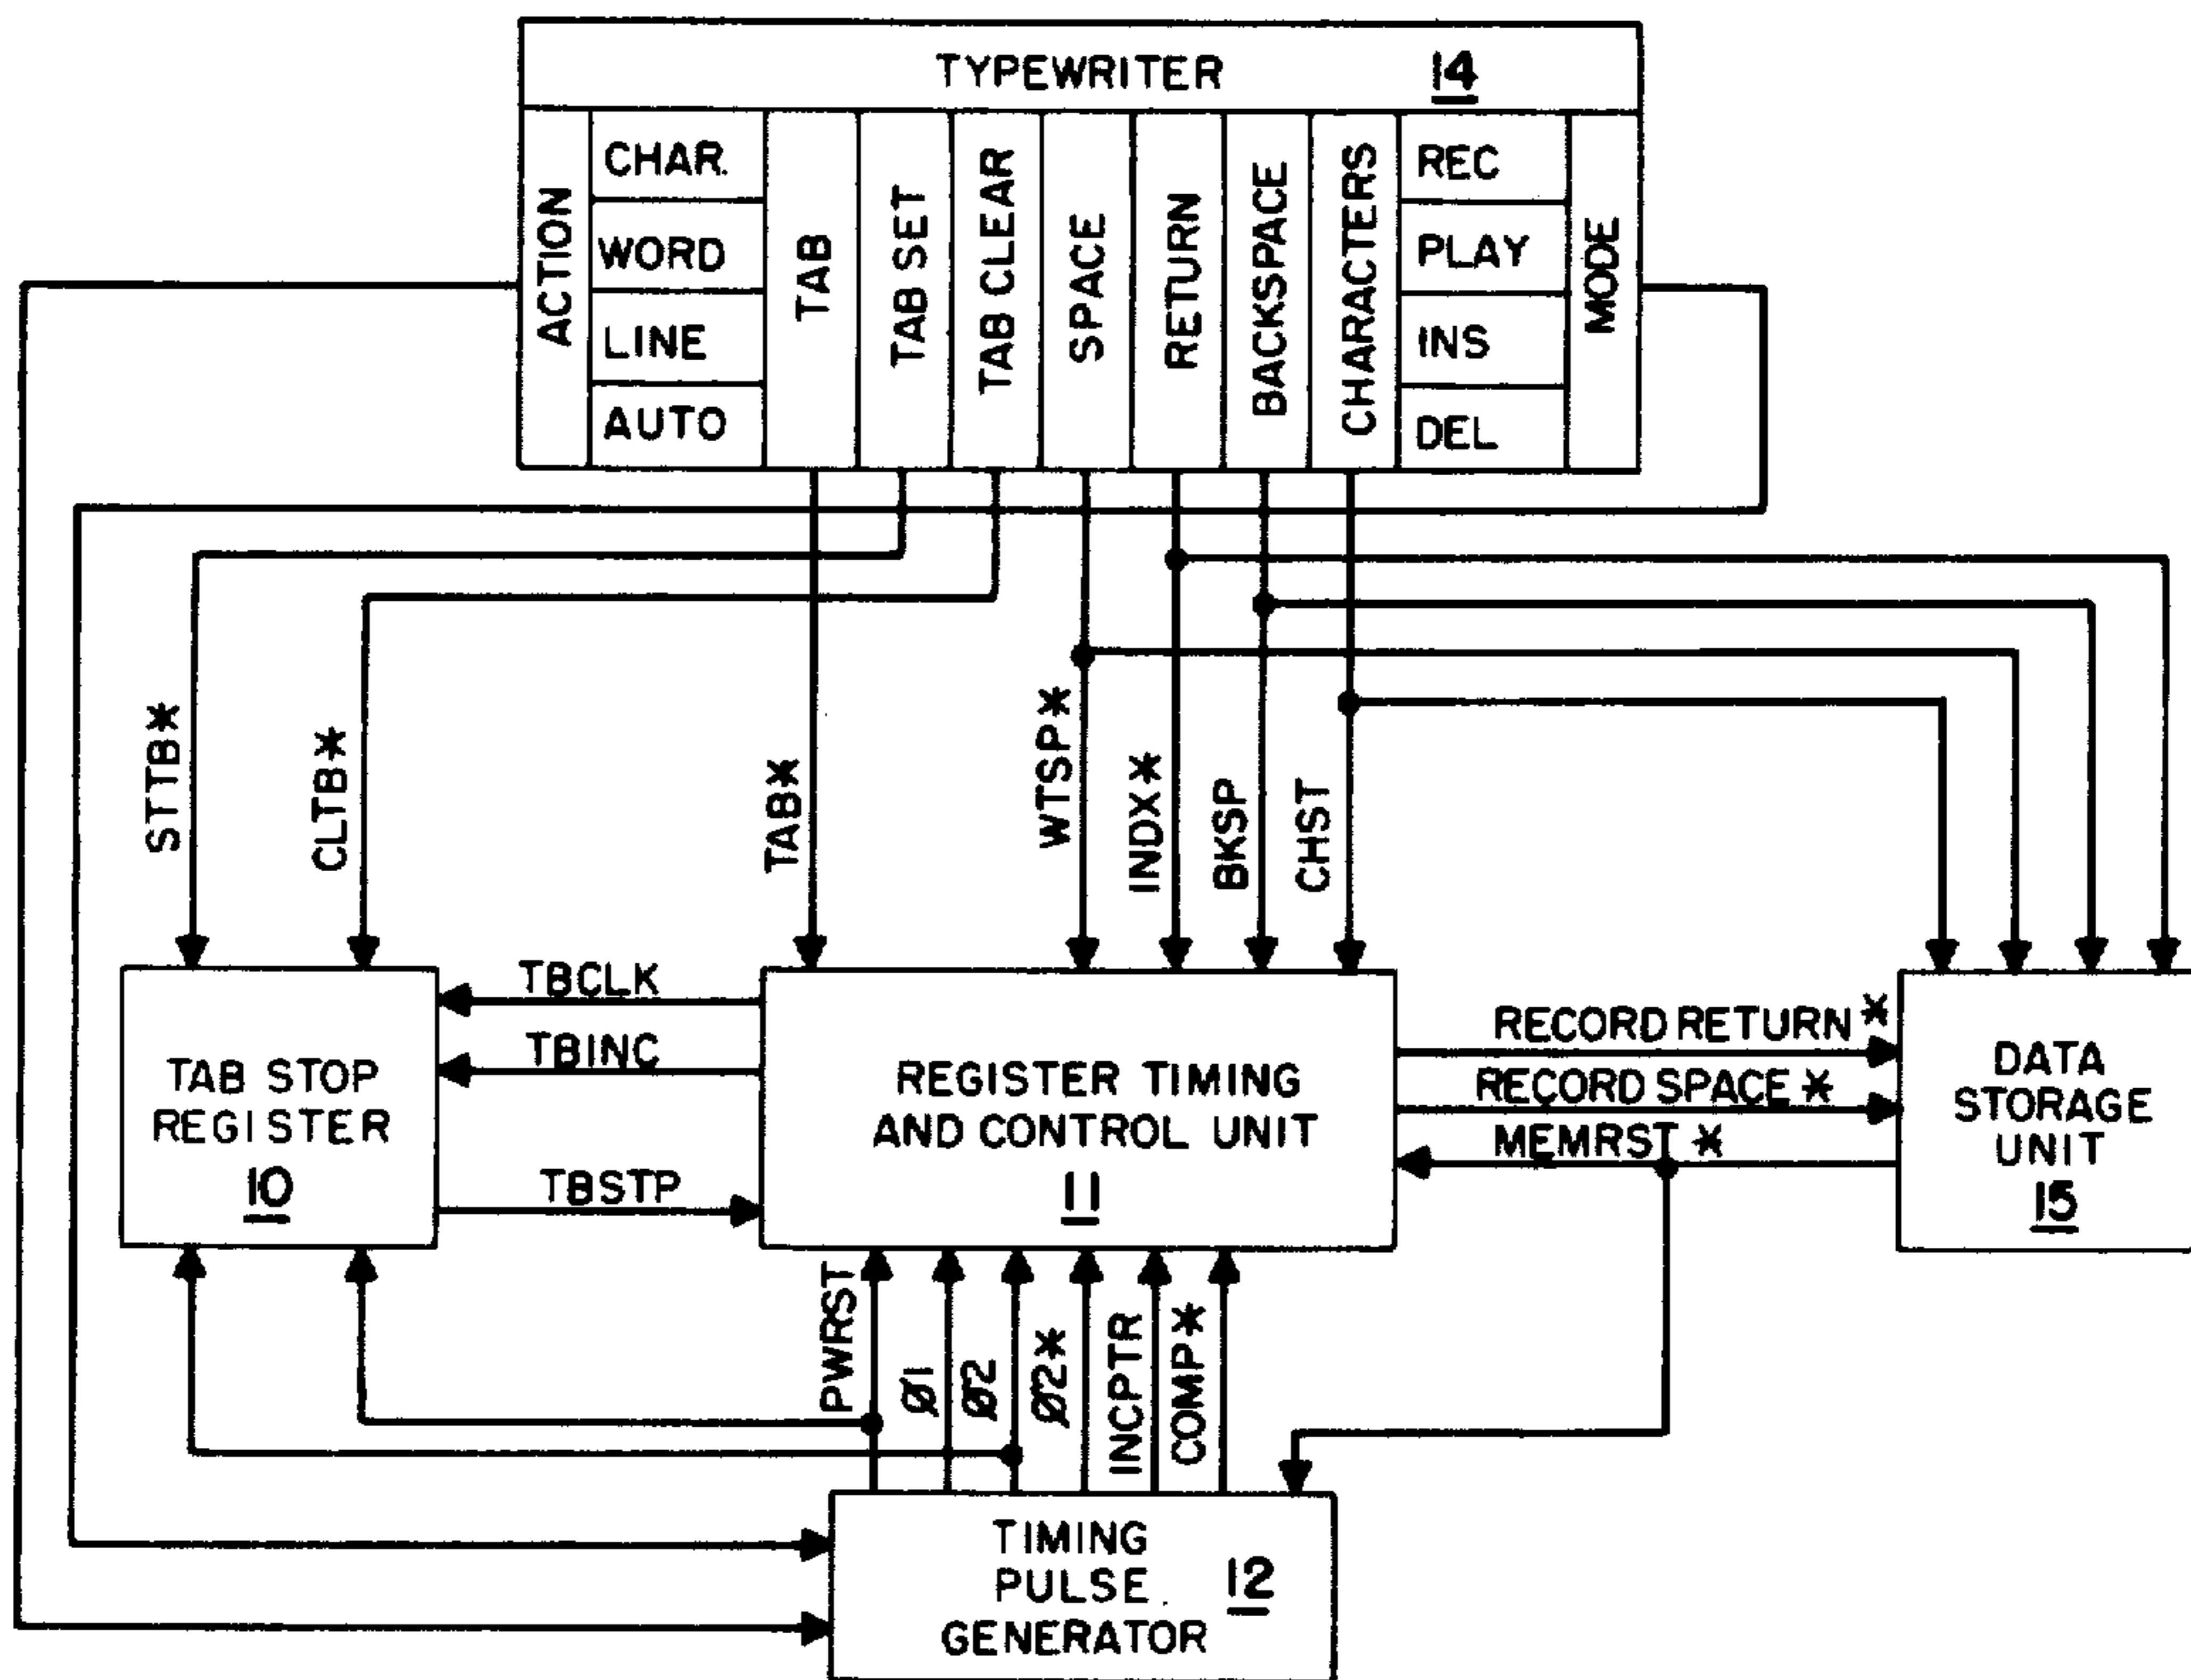 TYPEWRITER 14
ACTION
CHAR.
WORD
LINE
AUTO
TAB
TAB SET
TAB CLEAR
SPACE
RETURN
BACKSPACE
CHARACTERS
REC
PLAY
INS
DEL
MODE
STTB*
CLTB*
TAB*
WTSP*
INDX*
BKSP
CHST
TBCLK
TBINC
TBSTP
TAB STOP
REGISTER
10
REGISTER TIMING
AND CONTROL UNIT
11
RECORD RETURN*
RECORD SPACE*
MEMRST*
DATA
STORAGE
UNIT
15
PWRST
Ø1
Ø2
Ø2*
INCPTR
COMP*
TIMING
PULSE
GENERATOR
12